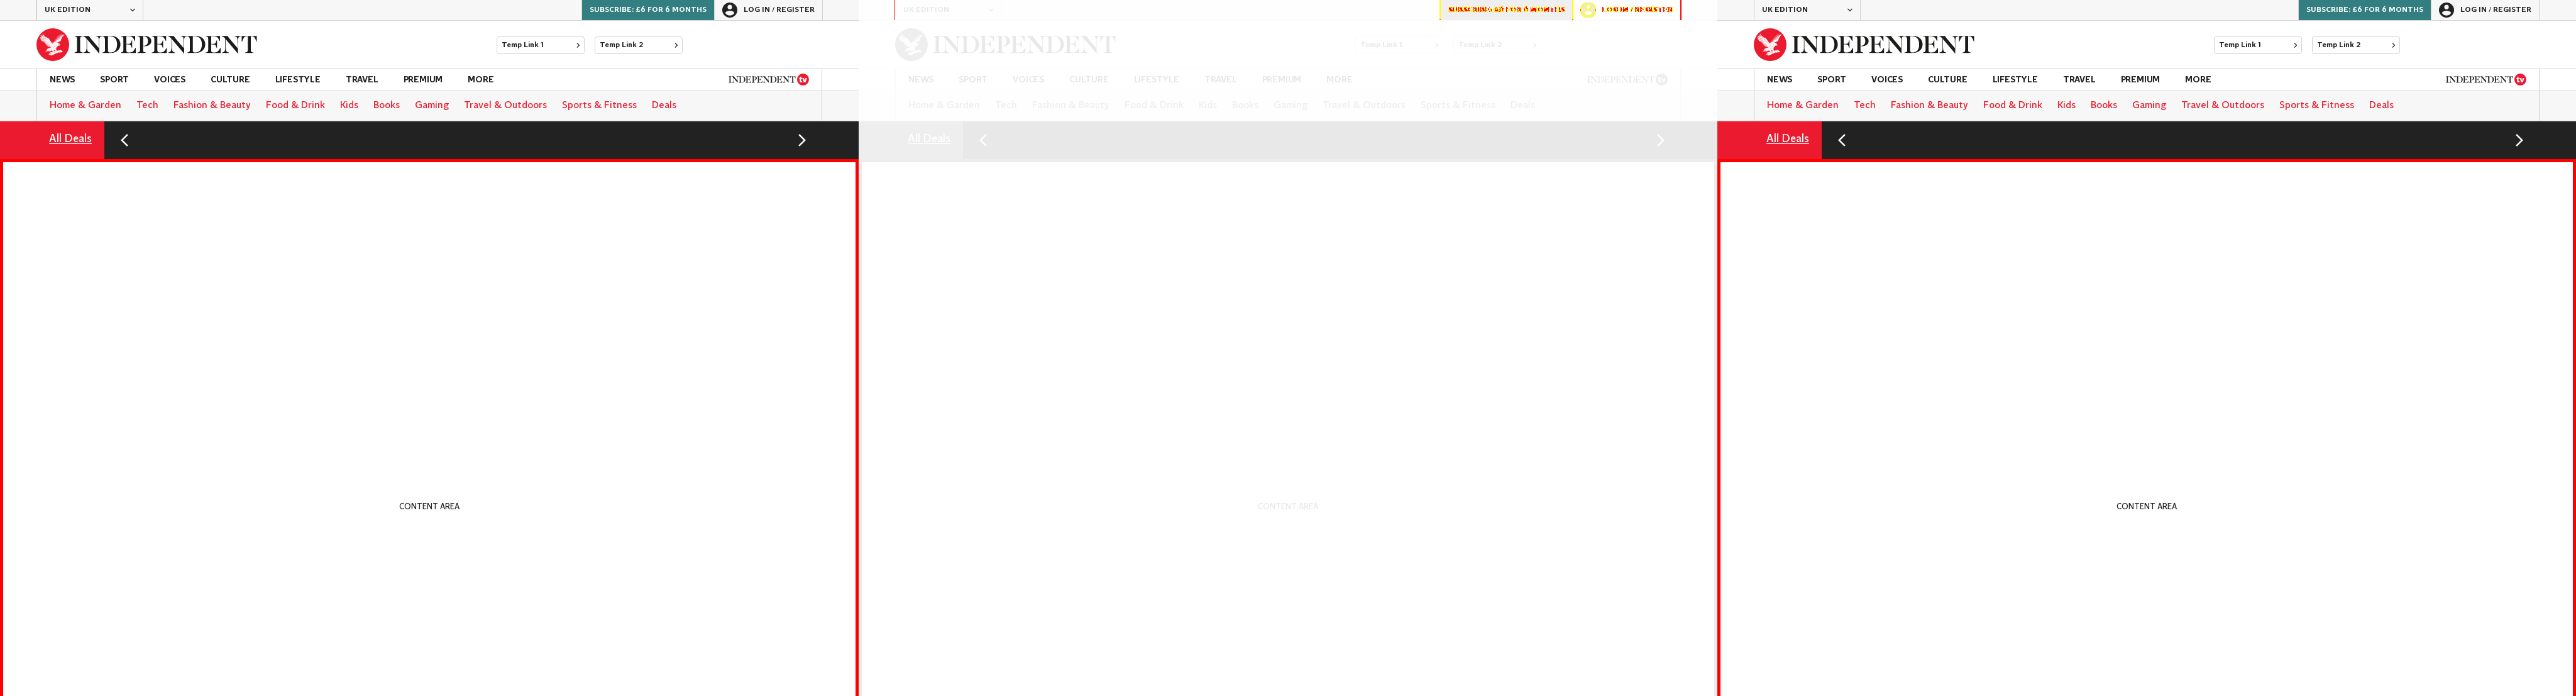 UK EDITION SUBSCRIBE: £6 FOR 6 MONTHS LOG IN / REGISTER
INDEPENDENT Temp Link 1 Temp Link 2
NEWS SPORT VOICES CULTURE LIFESTYLE TRAVEL PREMIUM MORE INDEPENDENT tv
Home & Garden Tech Fashion & Beauty Food & Drink Kids Books Gaming Travel & Outdoors Sports & Fitness Deals
All Deals
CONTENT AREA
UK EDITION LOG IN / REGISTER
INDEPENDENT Temp Link 1 Temp Link 2
NEWS SPORT VOICES CULTURE LIFESTYLE TRAVEL PREMIUM MORE INDEPENDENT tv
Home & Garden Tech Fashion & Beauty Food & Drink Kids Books Gaming Travel & Outdoors Sports & Fitness Deals
All Deals
CONTENT AREA
UK EDITION SUBSCRIBE: £6 FOR 6 MONTHS LOG IN / REGISTER
INDEPENDENT Temp Link 1 Temp Link 2
NEWS SPORT VOICES CULTURE LIFESTYLE TRAVEL PREMIUM MORE INDEPENDENT tv
Home & Garden Tech Fashion & Beauty Food & Drink Kids Books Gaming Travel & Outdoors Sports & Fitness Deals
All Deals
CONTENT AREA